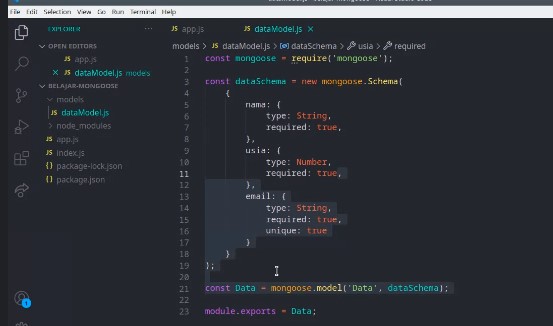 File Edit Selection View Go Run Terminal Help
EXPLORER
OPEN EDITORS
JS app.js
× JS dataModel.js models
BELAJAR-MONGOOSE
models
JS dataModel.js
node_modules
JS app.js
JS index.js
{} package-lock.json
{} package.json
1
JS app.js
JS dataModel.js ×
models > JS dataModel.js > dataSchema > usia > required
1 const mongoose = require('mongoose');
2
3 const dataSchema = new mongoose.Schema(
4 {
5 nama: {
6 type: String,
7 required: true,
8 },
9 usia: {
10 type: Number,
11 required: true,
12 },
13 email: {
14 type: String,
15 required: true,
16 unique: true
17 }
18 }
19 );
20
21 const Data = mongoose.model('Data', dataSchema);
22
23 module.exports = Data;